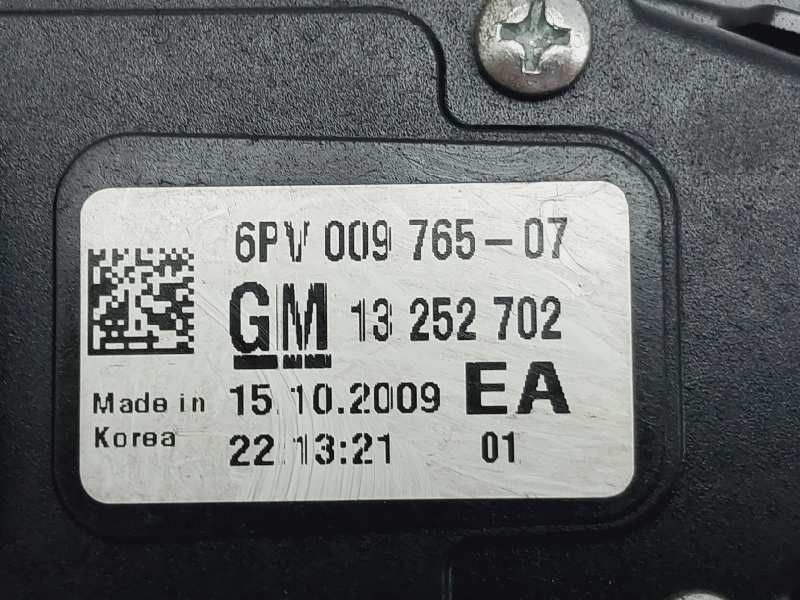 6PV 009 765-07
GM 13 252 702
Made in 15.10.2009 EA
Korea 22:13:21 01